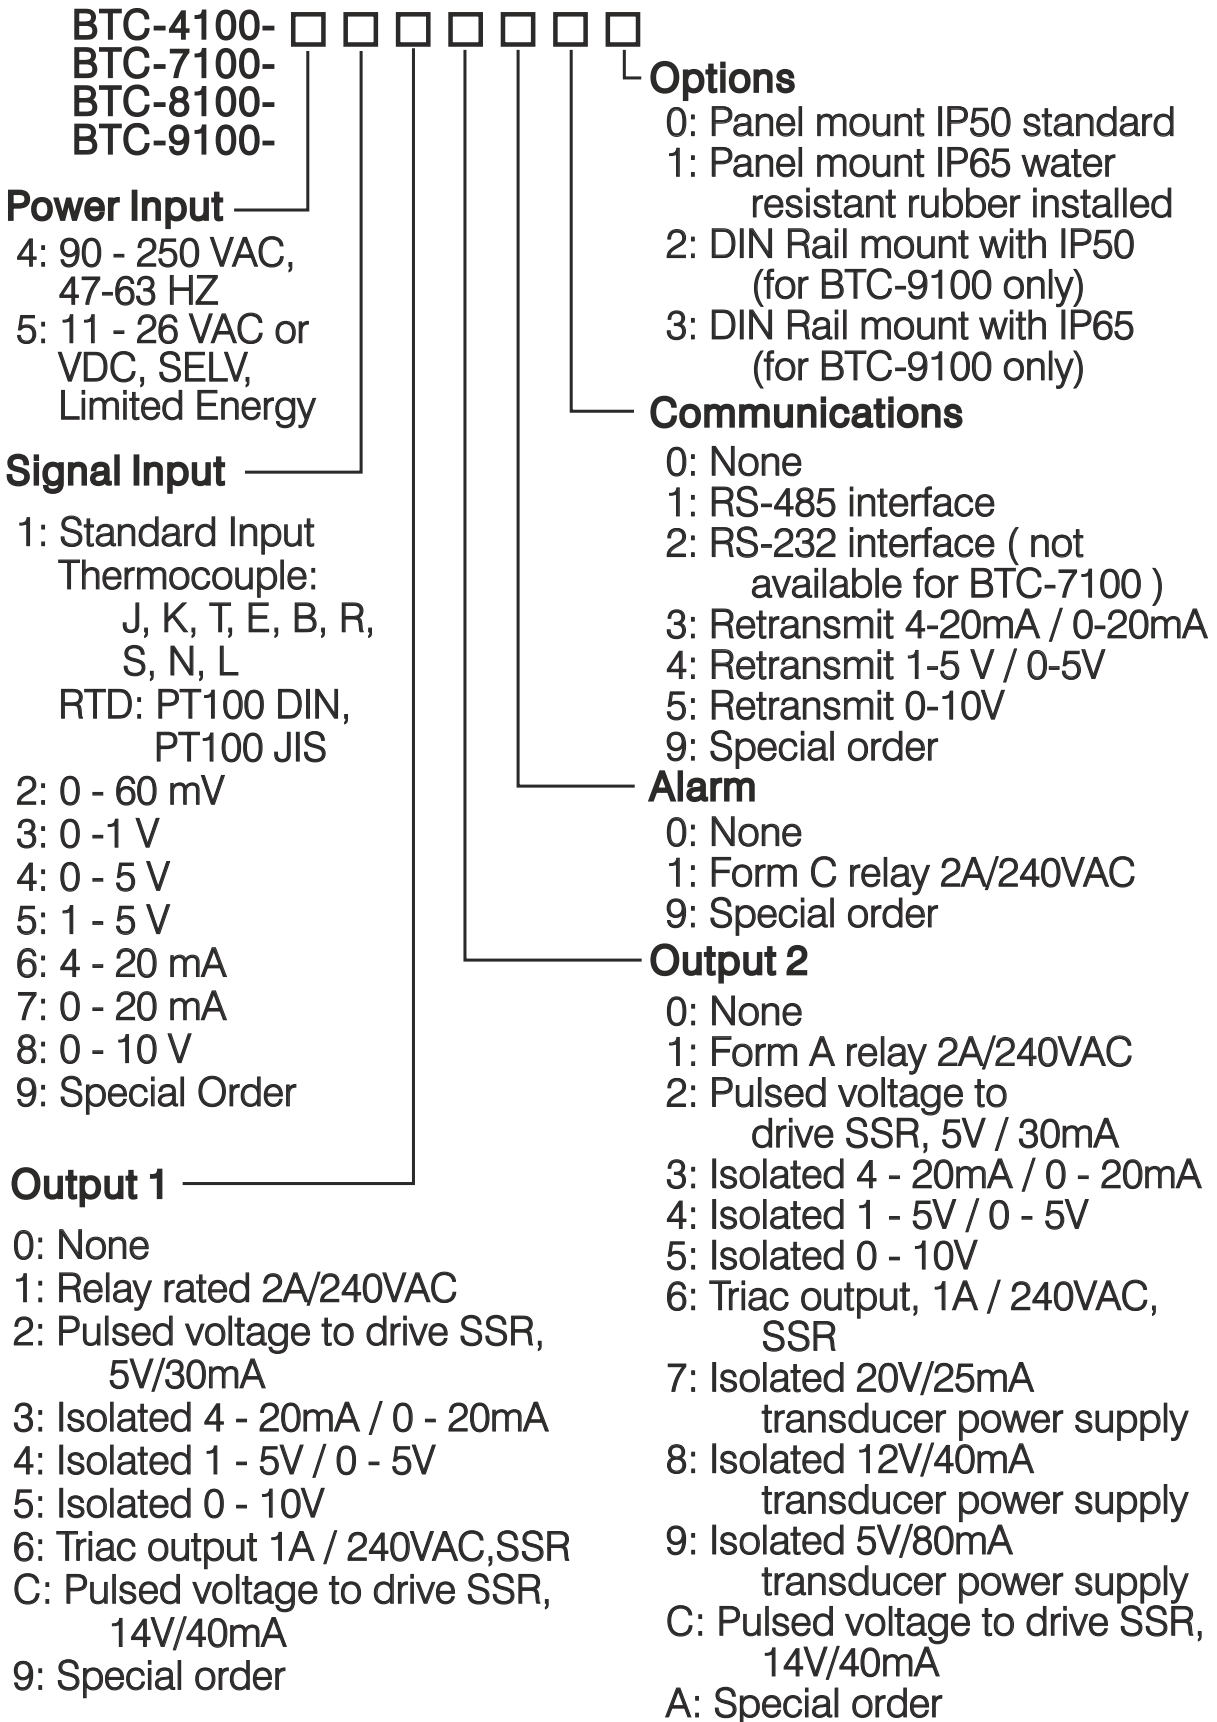 BTC-4100-
BTC-7100-
BTC-8100-
BTC-9100-
Power Input
4: 90 - 250 VAC,
47-63 HZ
5: 11 - 26 VAC or
VDC, SELV,
Limited Energy
Signal Input
1: Standard Input
Thermocouple:
J, K, T, E, B, R,
S, N, L
RTD: PT100 DIN,
PT100 JIS
2: 0 - 60 mV
3: 0 -1 V
4: 0 - 5 V
5: 1 - 5 V
6: 4 - 20 mA
7: 0 - 20 mA
8: 0 - 10 V
9: Special Order
Output 1
0: None
1: Relay rated 2A/240VAC
2: Pulsed voltage to drive SSR,
5V/30mA
3: Isolated 4 - 20mA / 0 - 20mA
4: Isolated 1 - 5V / 0 - 5V
5: Isolated 0 - 10V
6: Triac output 1A / 240VAC,SSR
C: Pulsed voltage to drive SSR,
14V/40mA
9: Special order
Options
0: Panel mount IP50 standard
1: Panel mount IP65 water
resistant rubber installed
2: DIN Rail mount with IP50
(for BTC-9100 only)
3: DIN Rail mount with IP65
(for BTC-9100 only)
Communications
0: None
1: RS-485 interface
2: RS-232 interface ( not
available for BTC-7100 )
3: Retransmit 4-20mA / 0-20mA
4: Retransmit 1-5 V / 0-5V
5: Retransmit 0-10V
9: Special order
Alarm
0: None
1: Form C relay 2A/240VAC
9: Special order
Output 2
0: None
1: Form A relay 2A/240VAC
2: Pulsed voltage to
drive SSR, 5V / 30mA
3: Isolated 4 - 20mA / 0 - 20mA
4: Isolated 1 - 5V / 0 - 5V
5: Isolated 0 - 10V
6: Triac output, 1A / 240VAC,
SSR
7: Isolated 20V/25mA
transducer power supply
8: Isolated 12V/40mA
transducer power supply
9: Isolated 5V/80mA
transducer power supply
C: Pulsed voltage to drive SSR,
14V/40mA
A: Special order